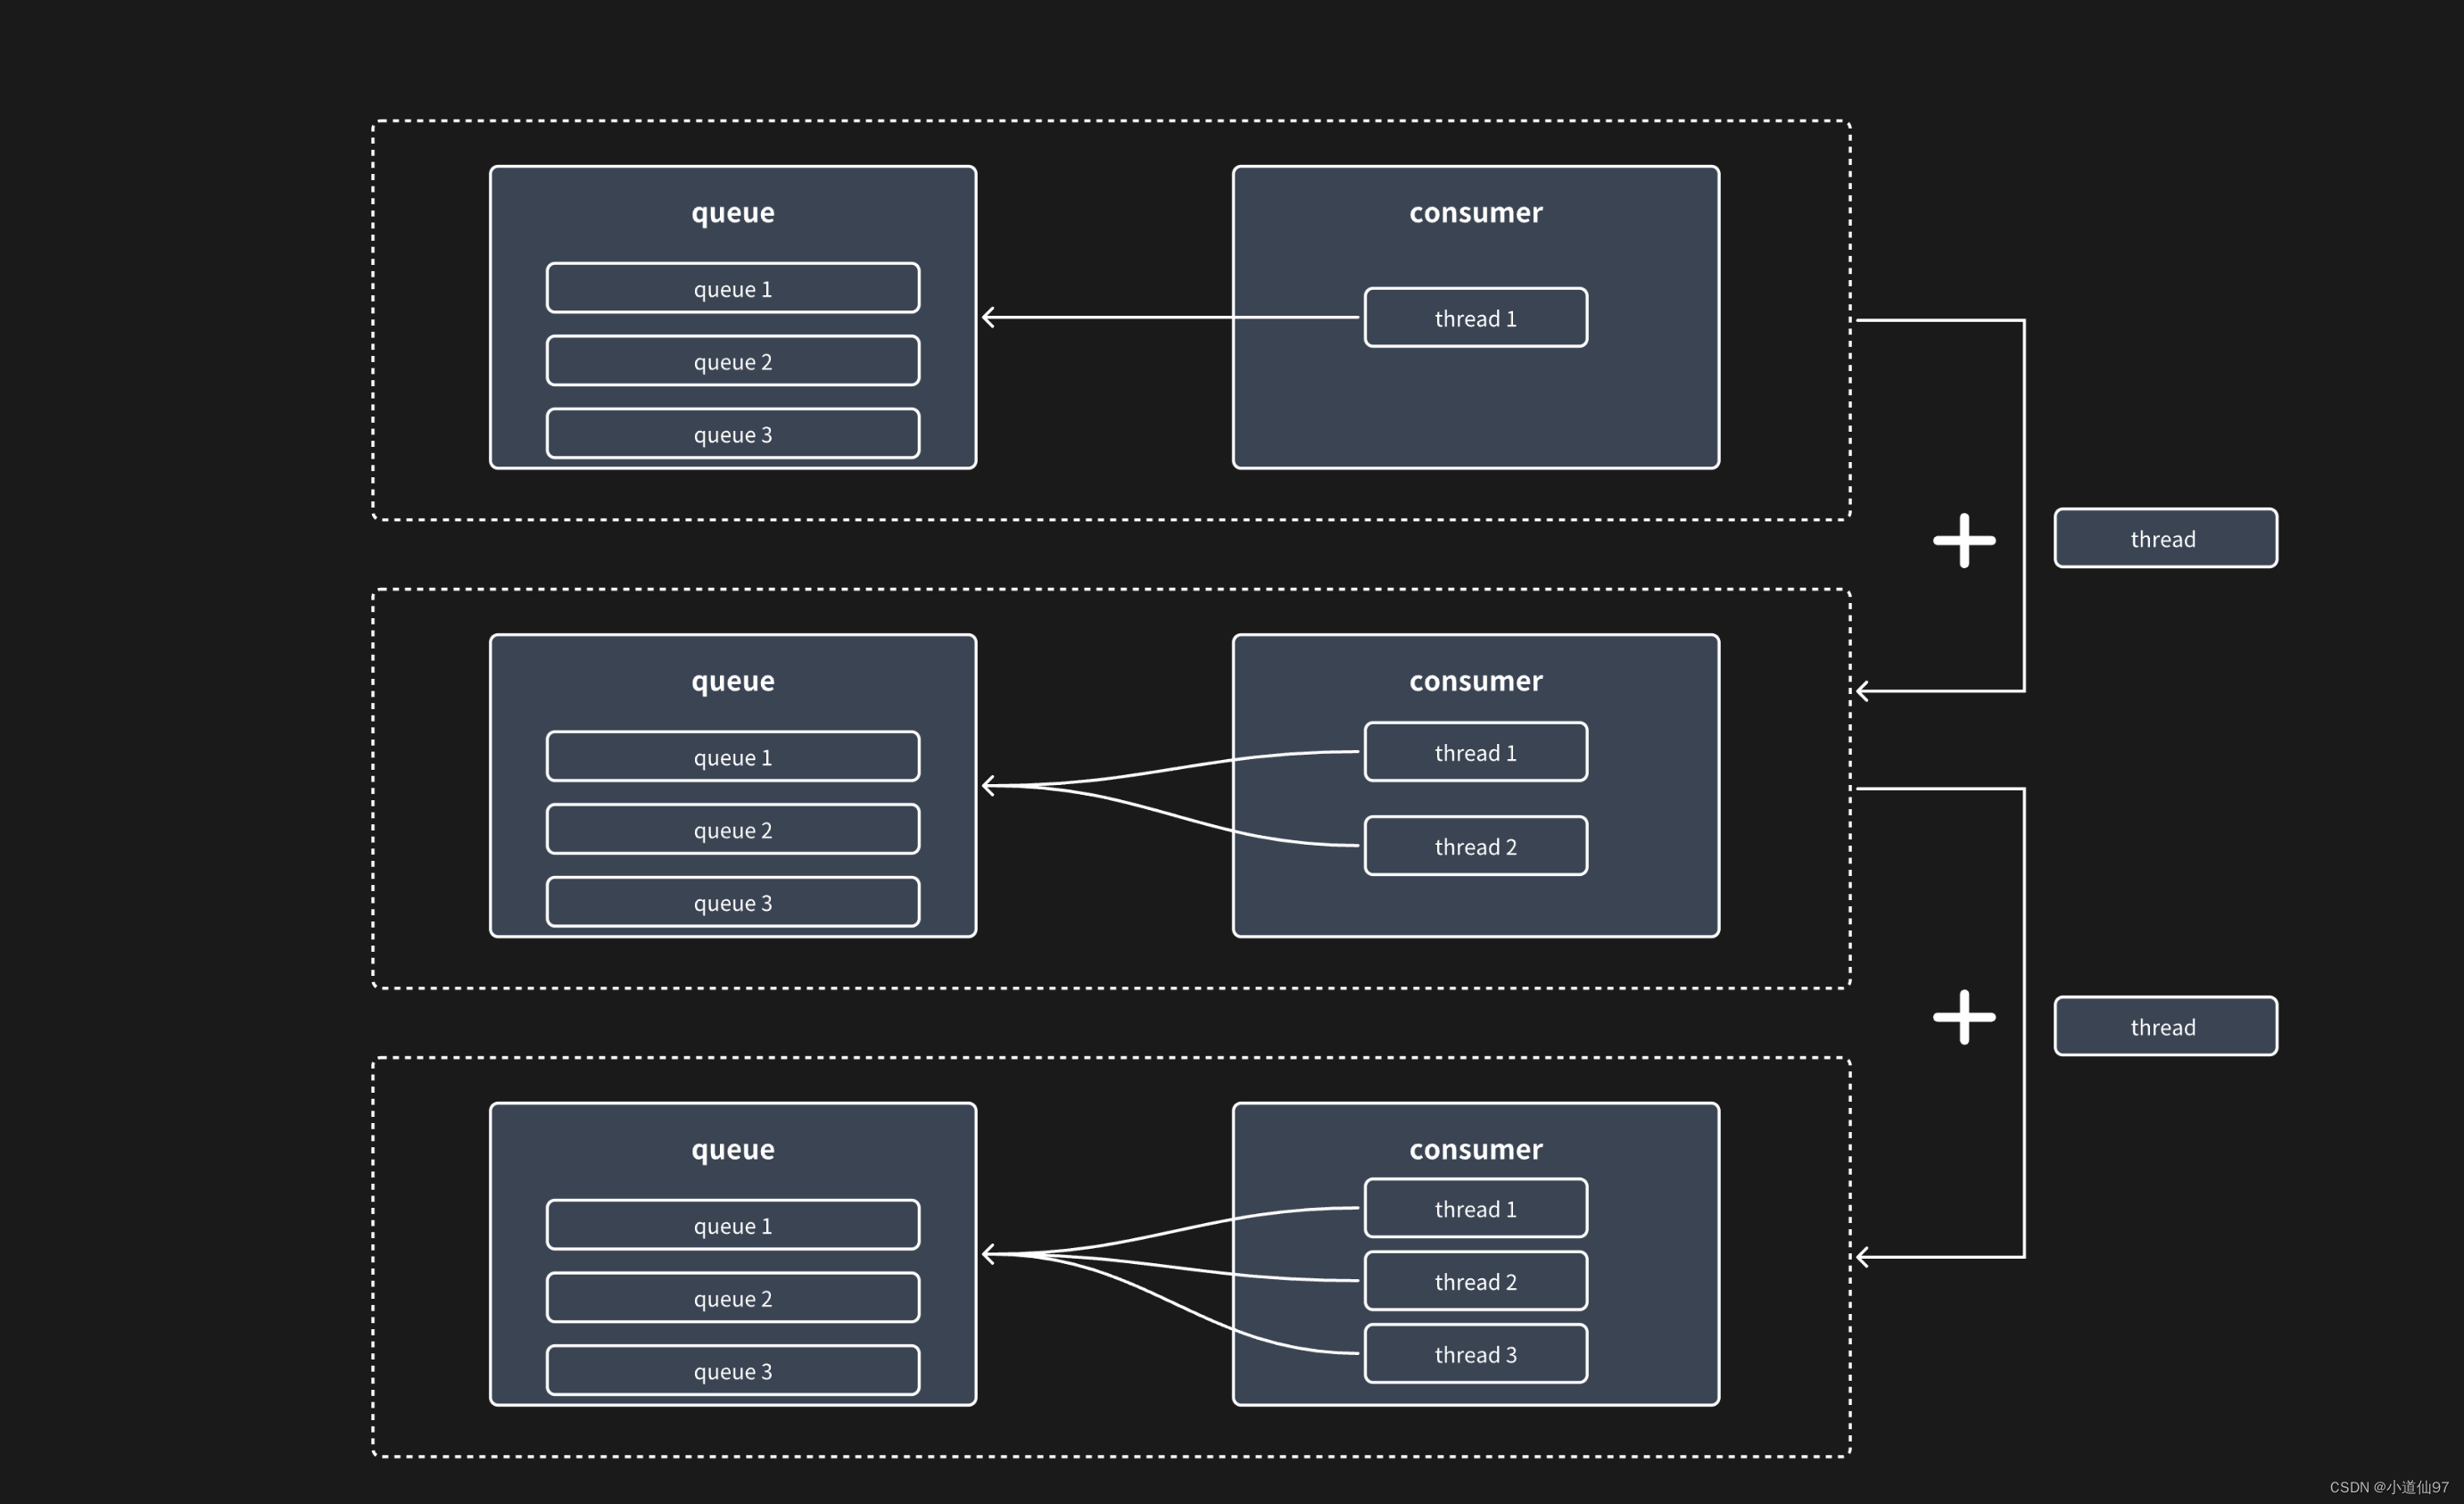 queue
queue 1
queue 2
queue 3
consumer
thread 1
thread
queue
queue 1
queue 2
queue 3
consumer
thread 1
thread 2
thread
queue
queue 1
queue 2
queue 3
consumer
thread 1
thread 2
thread 3
CSDN @小道仙97